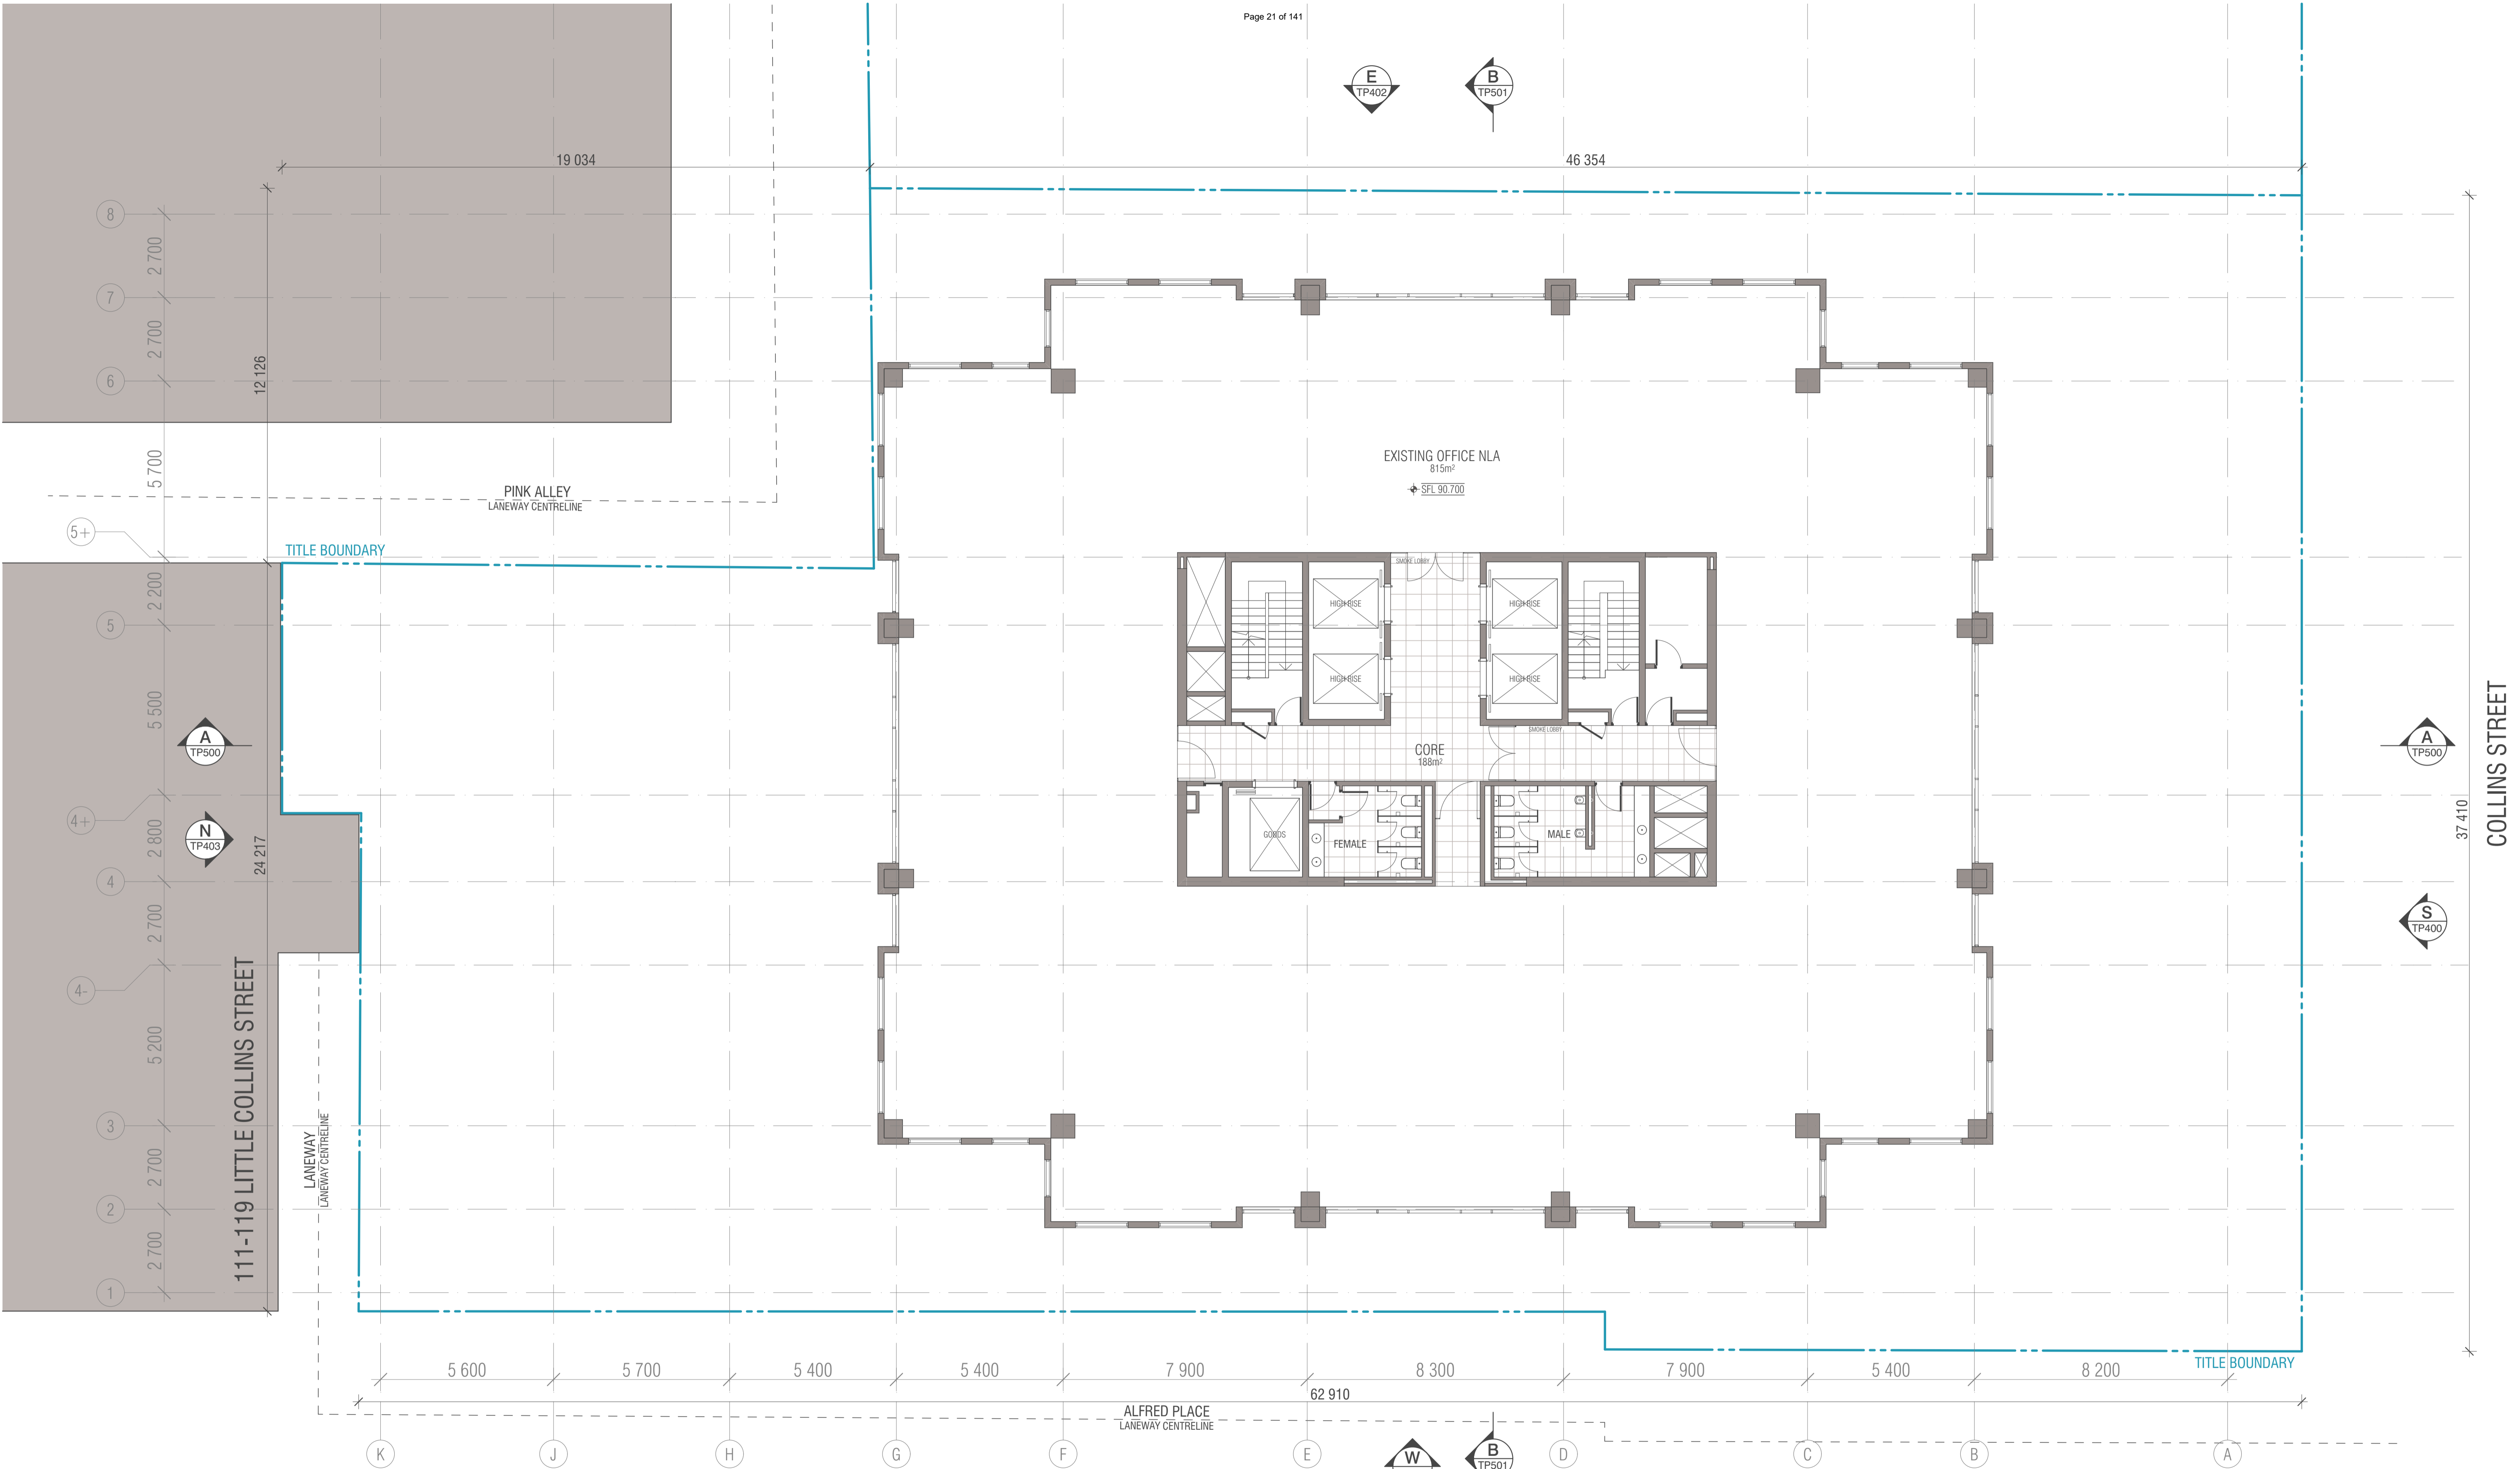 Page 21 of 141
E
TP402
B
TP501
19 034
46 354
8
2 700
7
2 700
12 126
6
5 700
EXISTING OFFICE NLA
815m²
SFL 90.700
PINK ALLEY
LANEWAY CENTRELINE
5+
TITLE BOUNDARY
SMOKE LOBBY
2 200
HIGH RISE
HIGH RISE
5
HIGH RISE
HIGH RISE
5 500
A
TP500
SMOKE LOBBY
CORE
188m²
A
TP500
COLLINS STREET
37 410
4+
N
TP403
2 800
24 217
GOODS
FEMALE
MALE
4
2 700
S
TP400
4-
111-119 LITTLE COLLINS STREET
5 200
3
LANEWAY
LANEWAY CENTRELINE
2 700
2
2 700
1
TITLE BOUNDARY
5 600
5 700
5 400
5 400
7 900
8 300
7 900
5 400
8 200
62 910
ALFRED PLACE
LANEWAY CENTRELINE
K
J
H
G
F
E
W
B
TP501
D
C
B
A